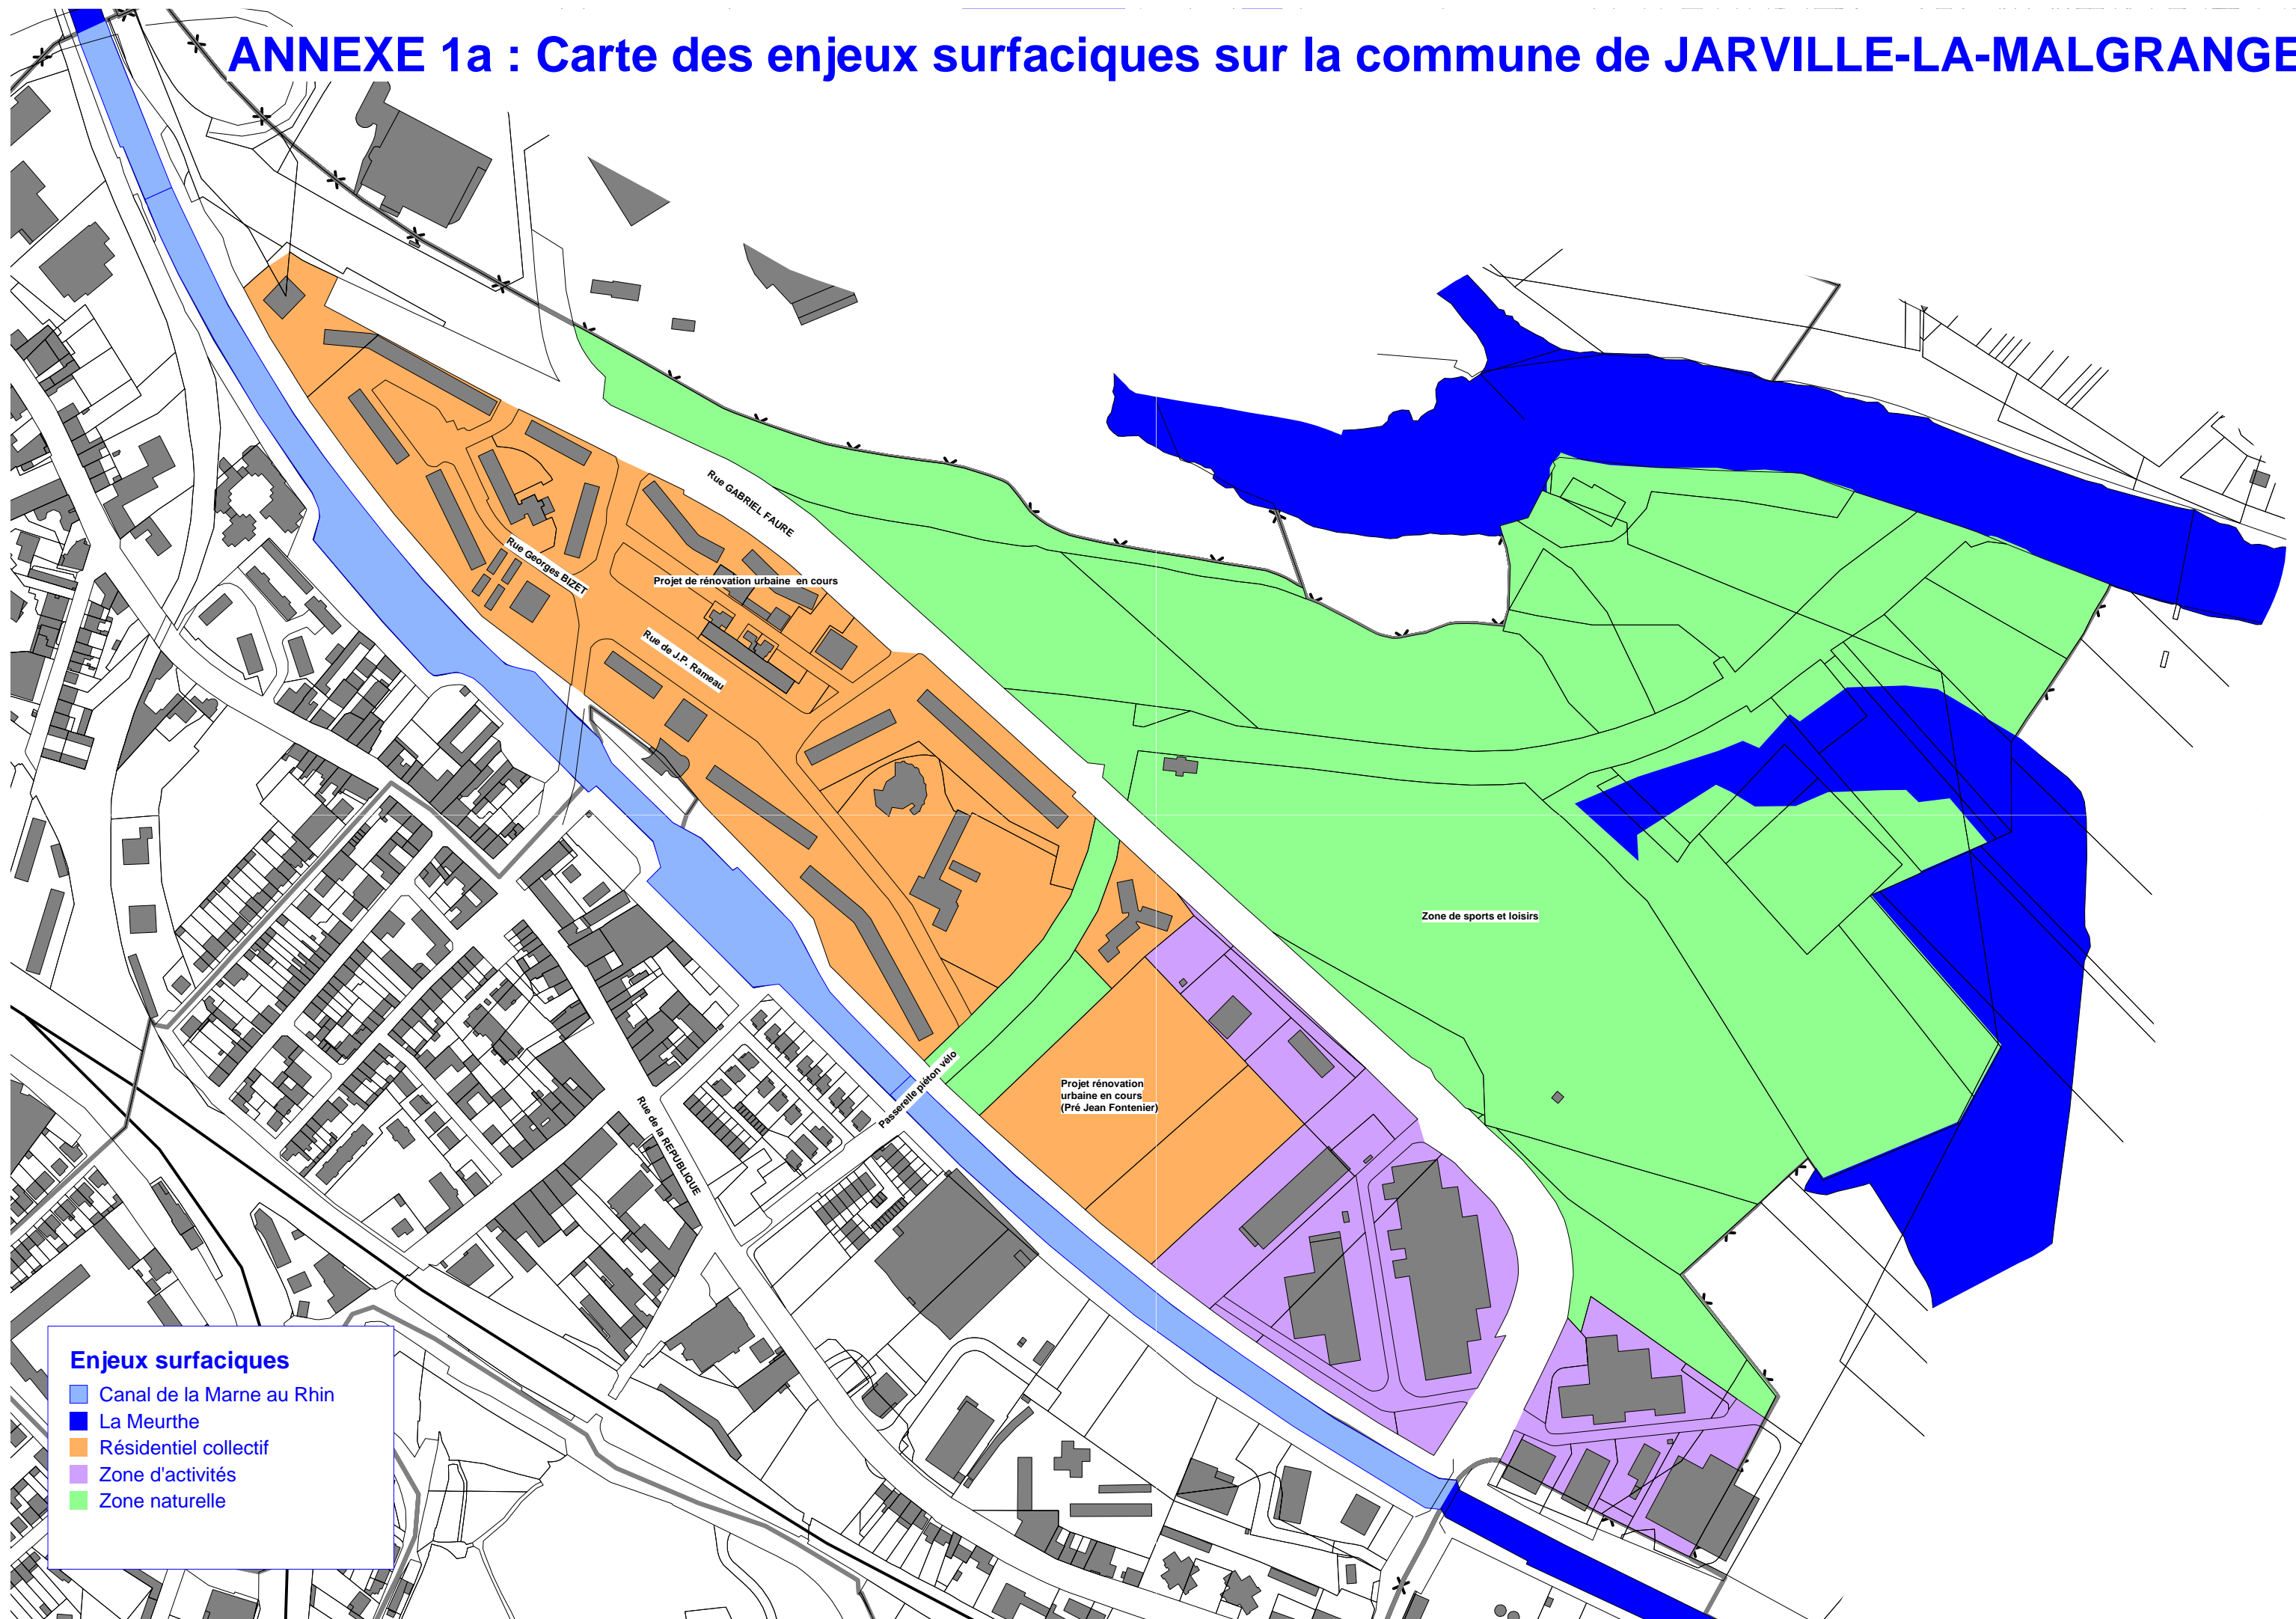 ANNEXE 1a : Carte des enjeux surfaciques sur la commune de JARVILLE-LA-MALGRANGE
Rue GABRIEL FAURE
Rue Georges BIZET
Projet de rénovation urbaine en cours
Rue de J.P. Rameau
Zone de sports et loisirs
Passerelle piéton vélo
Projet rénovation
urbaine en cours
(Pré Jean Fontenier)
Rue de la REPUBLIQUE
Enjeux surfaciques
Canal de la Marne au Rhin
La Meurthe
Résidentiel collectif
Zone d'activités
Zone naturelle